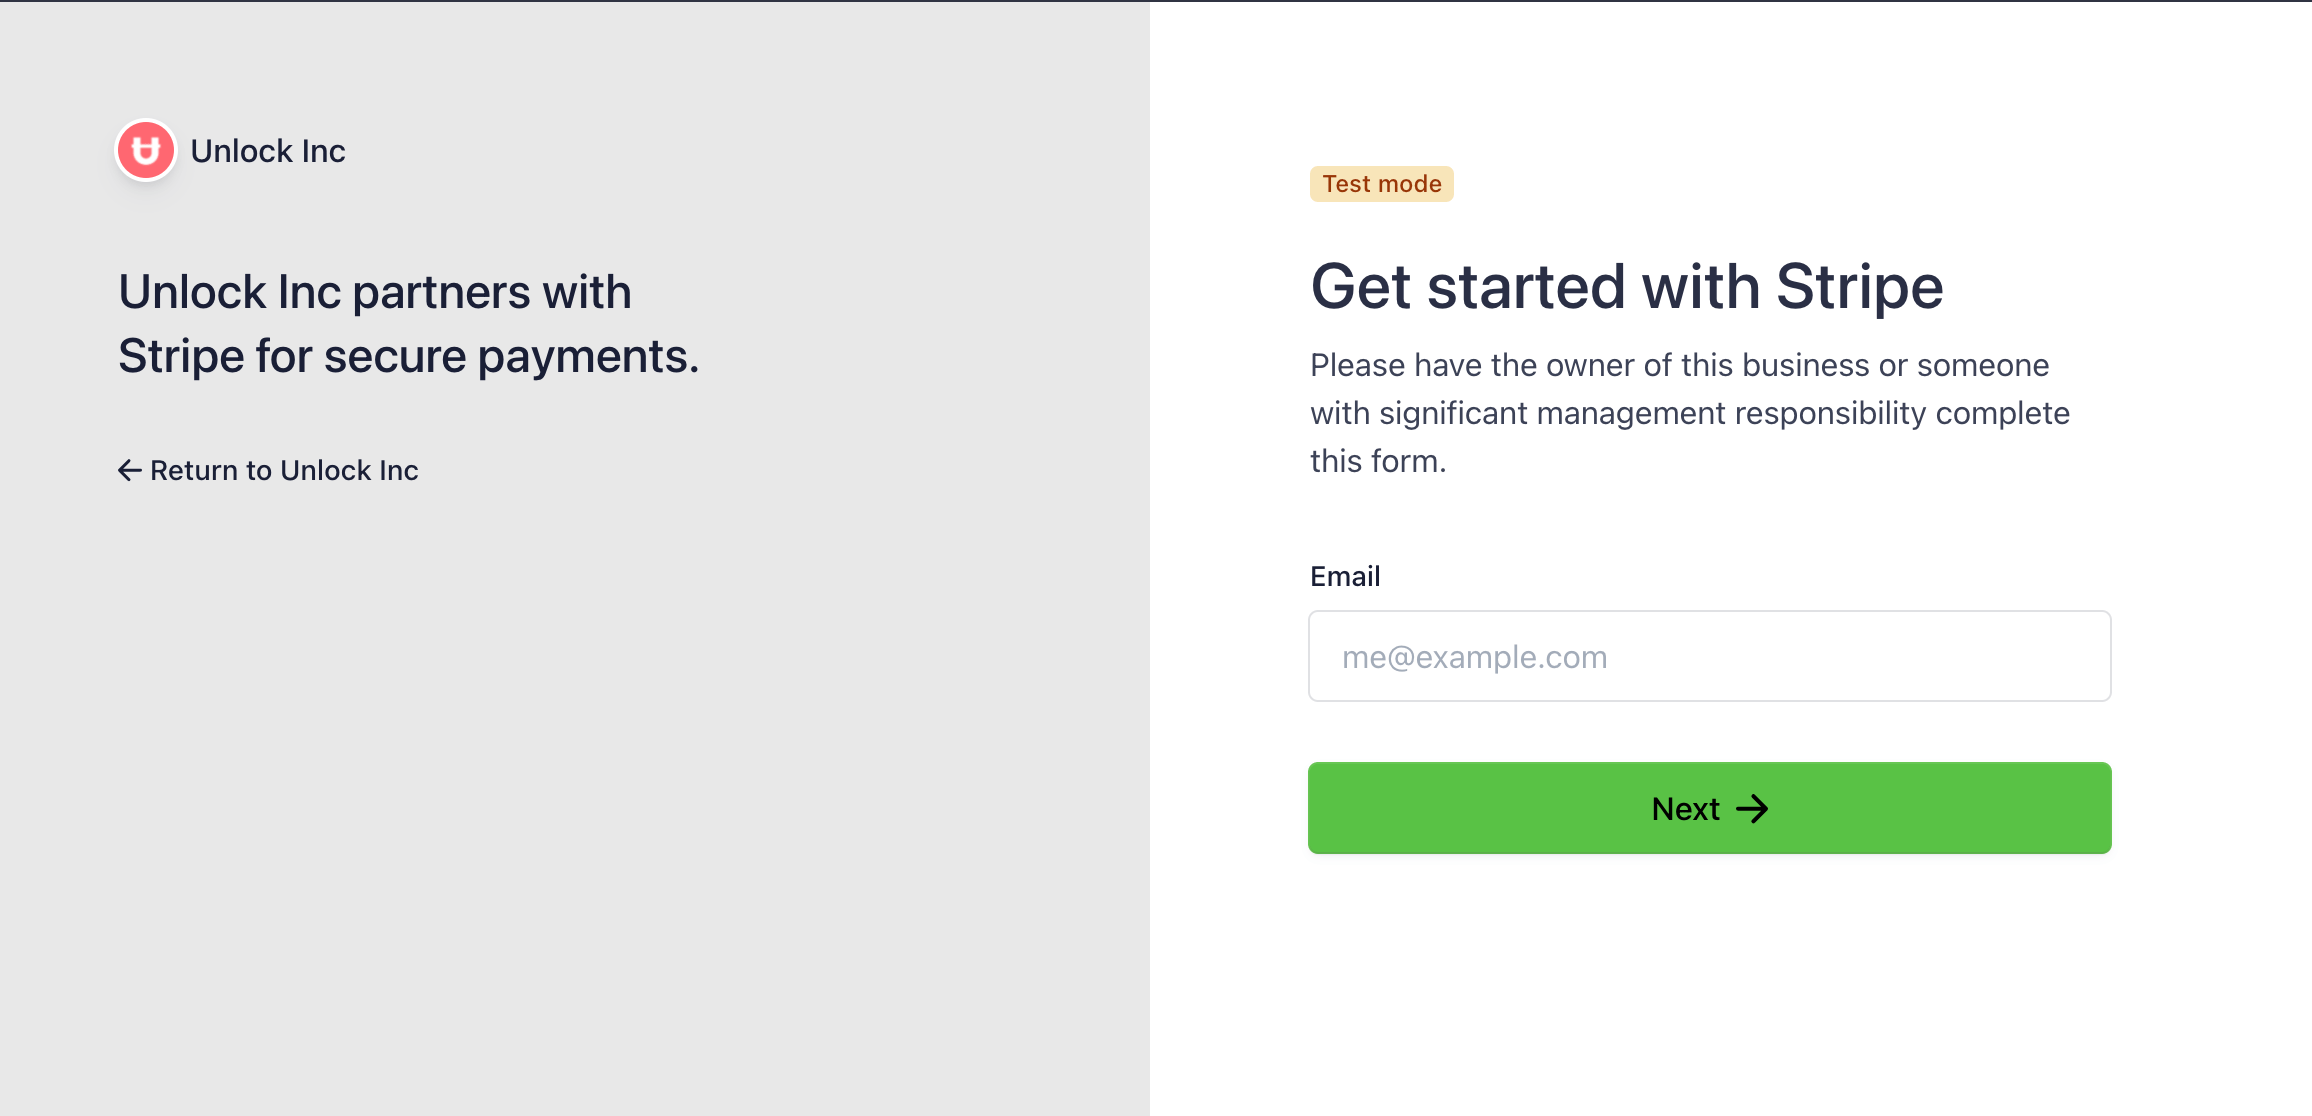 Unlock Inc
Unlock Inc partners with
Stripe for secure payments.
← Return to Unlock Inc
Test mode
Get started with Stripe
Please have the owner of this business or someone
with significant management responsibility complete
this form.
Email
me@example.com
Next →